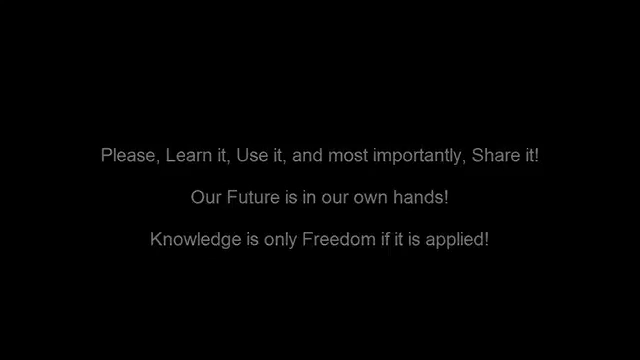 Please, Learn it, Use it, and most importantly, Share it!
Our Future is in our own hands!
Knowledge is only Freedom if it is applied!